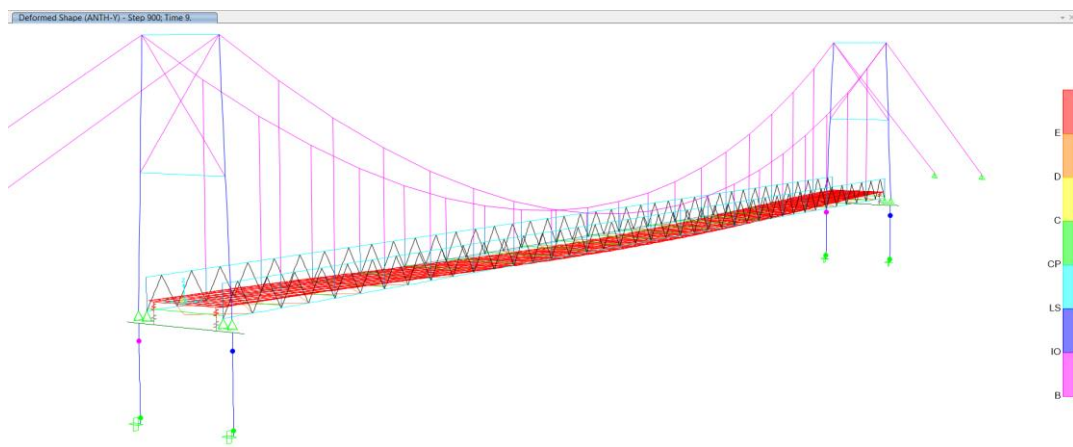 Deformed Shape (ANTH-Y) - Step 900; Time 9.
E
D
C
CP
LS
IO
B